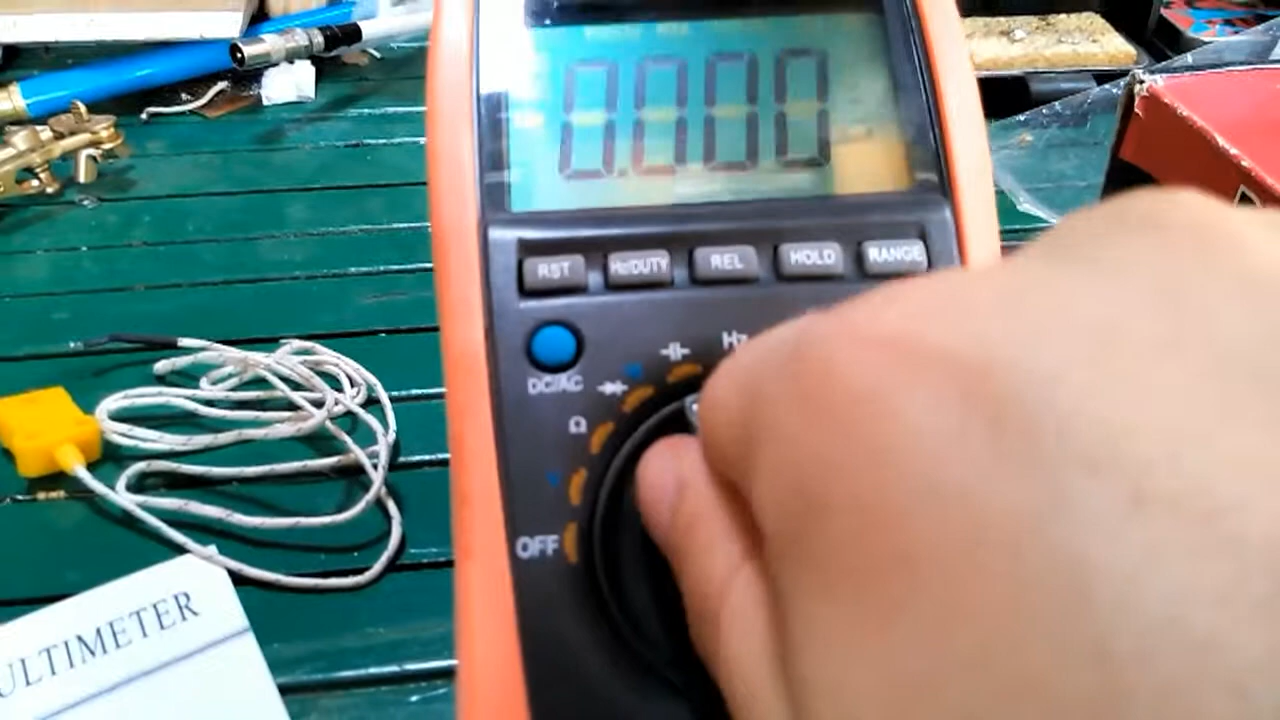 0.000
RST Hz/DUTY REL HOLD RANGE
DC/AC
Hz
Ω
OFF
ULTIMETER